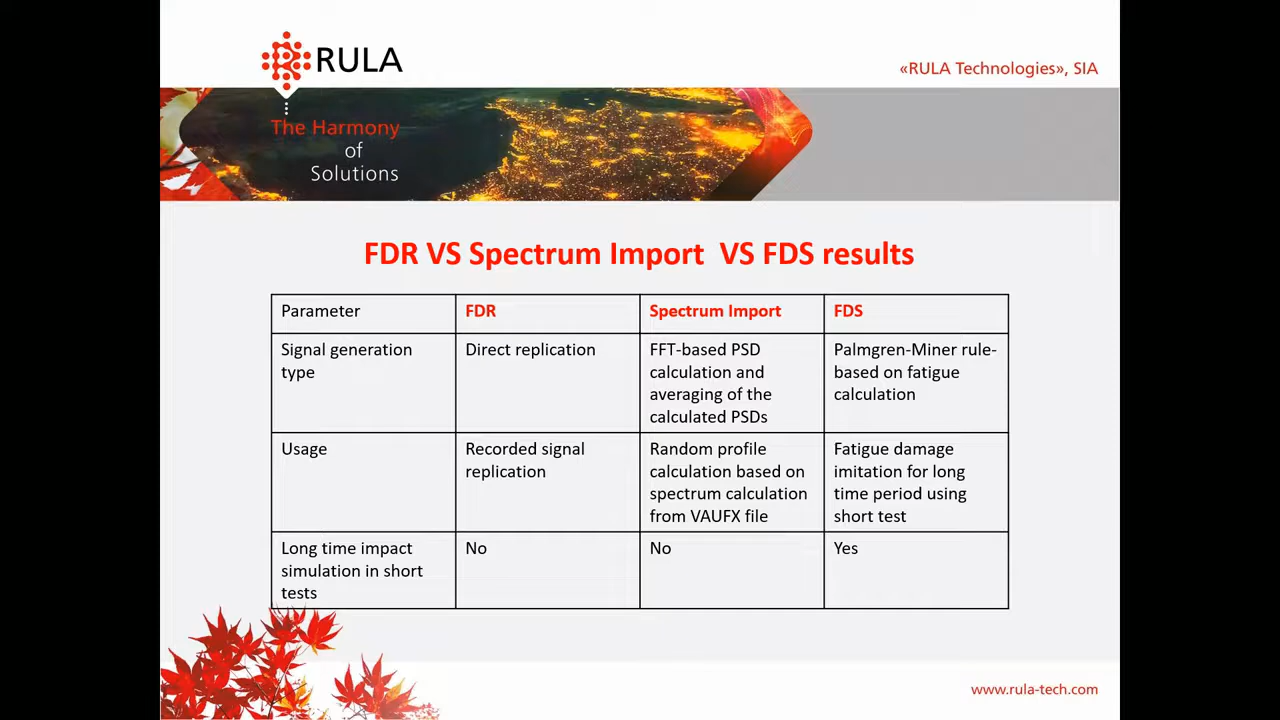 RULA
«RULA Technologies», SIA
The Harmony
of
Solutions
FDR VS Spectrum Import VS FDS results
Parameter
FDR
Spectrum Import
FDS
Signal generation
type
Direct replication
FFT-based PSD
calculation and
averaging of the
calculated PSDs
Palmgren-Miner rule-
based on fatigue
calculation
Usage
Recorded signal
replication
Random profile
calculation based on
spectrum calculation
from VAUFX file
Fatigue damage
imitation for long
time period using
short test
Long time impact
simulation in short
tests
No
No
Yes
www.rula-tech.com